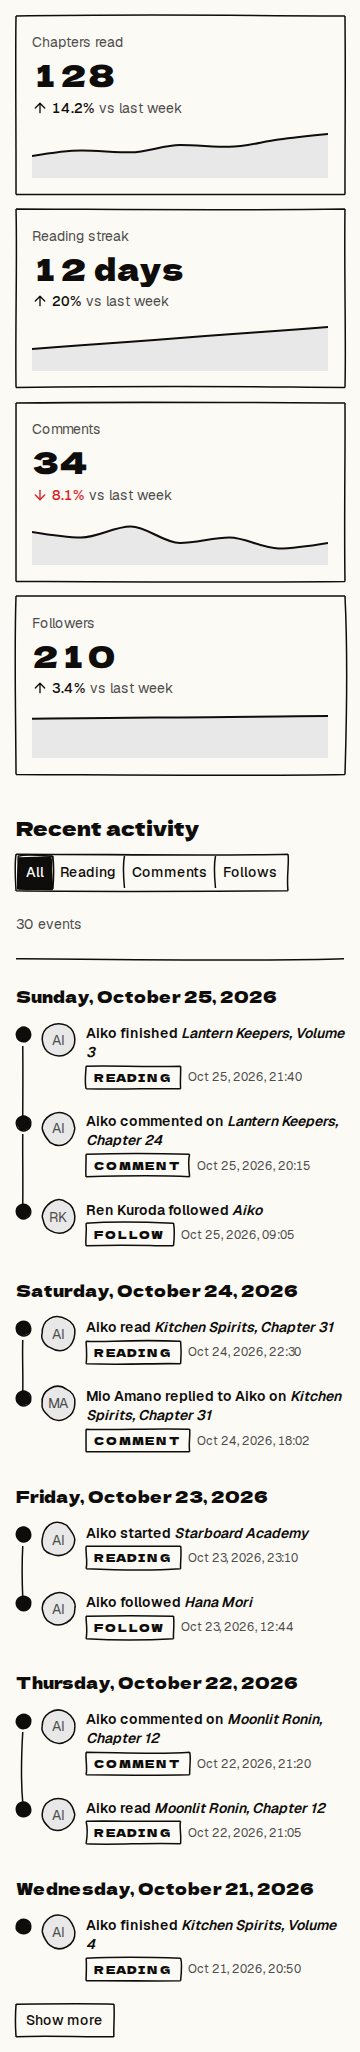 Chapters read
128
↑ 14.2% vs last week
Reading streak
12 days
↑ 20% vs last week
Comments
34
↓ 8.1% vs last week
Followers
210
↑ 3.4% vs last week
Recent activity
All Reading Comments Follows
30 events
Sunday, October 25, 2026
AI Aiko finished Lantern Keepers, Volume
3
READING Oct 25, 2026, 21:40
AI Aiko commented on Lantern Keepers,
Chapter 24
COMMENT Oct 25, 2026, 20:15
RK Ren Kuroda followed Aiko
FOLLOW Oct 25, 2026, 09:05
Saturday, October 24, 2026
AI Aiko read Kitchen Spirits, Chapter 31
READING Oct 24, 2026, 22:30
MA Mio Amano replied to Aiko on Kitchen
Spirits, Chapter 31
COMMENT Oct 24, 2026, 18:02
Friday, October 23, 2026
AI Aiko started Starboard Academy
READING Oct 23, 2026, 23:10
AI Aiko followed Hana Mori
FOLLOW Oct 23, 2026, 12:44
Thursday, October 22, 2026
AI Aiko commented on Moonlit Ronin,
Chapter 12
COMMENT Oct 22, 2026, 21:20
AI Aiko read Moonlit Ronin, Chapter 12
READING Oct 22, 2026, 21:05
Wednesday, October 21, 2026
AI Aiko finished Kitchen Spirits, Volume
4
READING Oct 21, 2026, 20:50
Show more